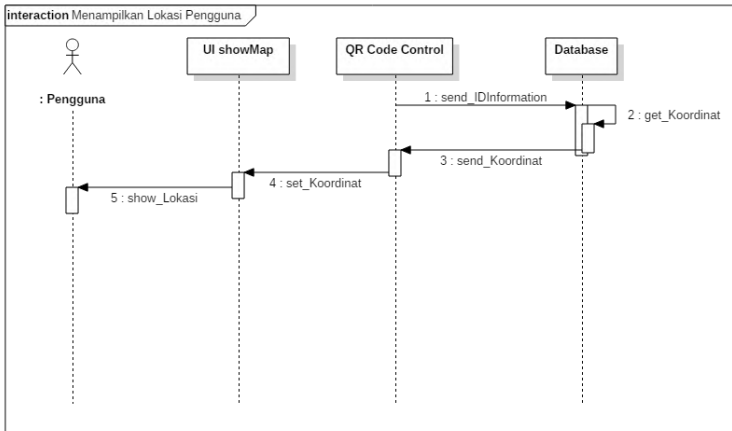 interaction Menampilkan Lokasi Pengguna
UI showMap
QR Code Control
Database
: Pengguna
1 : send_IDInformation
2 : get_Koordinat
3 : send_Koordinat
4 : set_Koordinat
5 : show_Lokasi